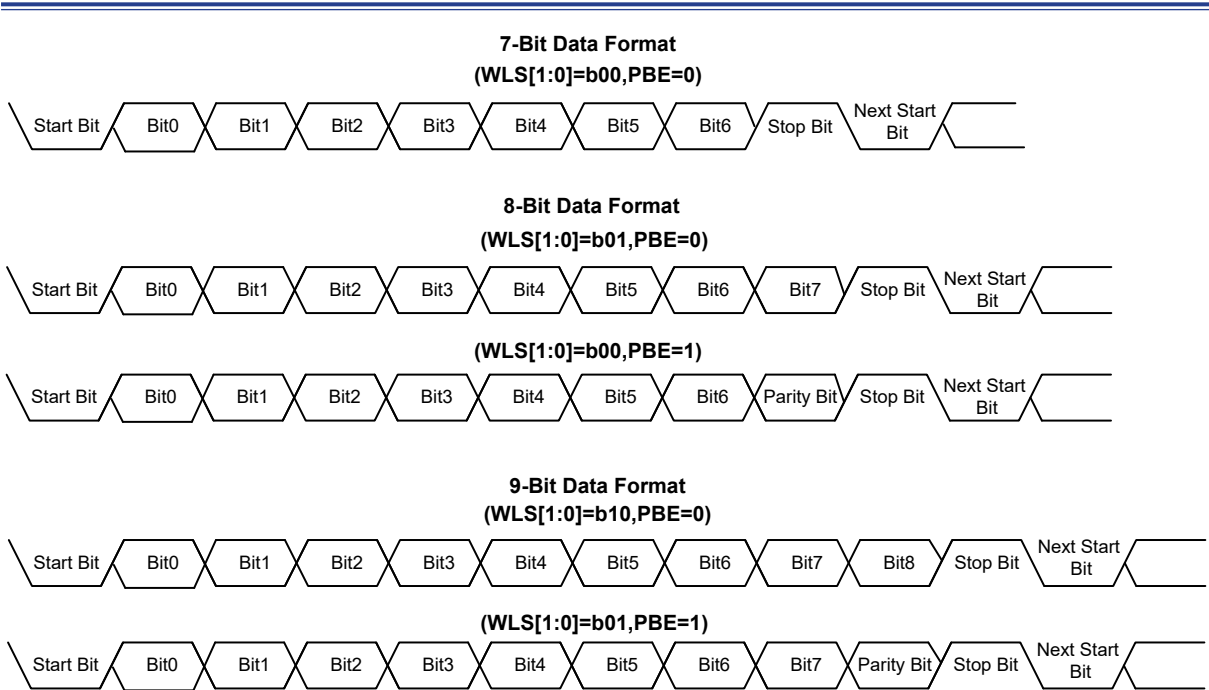 7-Bit Data Format
(WLS[1:0]=b00,PBE=0)
Start Bit Bit0 Bit1 Bit2 Bit3 Bit4 Bit5 Bit6 Stop Bit Next Start Bit
8-Bit Data Format
(WLS[1:0]=b01,PBE=0)
Start Bit Bit0 Bit1 Bit2 Bit3 Bit4 Bit5 Bit6 Bit7 Stop Bit Next Start Bit
(WLS[1:0]=b00,PBE=1)
Start Bit Bit0 Bit1 Bit2 Bit3 Bit4 Bit5 Bit6 Parity Bit Stop Bit Next Start Bit
9-Bit Data Format
(WLS[1:0]=b10,PBE=0)
Start Bit Bit0 Bit1 Bit2 Bit3 Bit4 Bit5 Bit6 Bit7 Bit8 Stop Bit Next Start Bit
(WLS[1:0]=b01,PBE=1)
Start Bit Bit0 Bit1 Bit2 Bit3 Bit4 Bit5 Bit6 Bit7 Parity Bit Stop Bit Next Start Bit